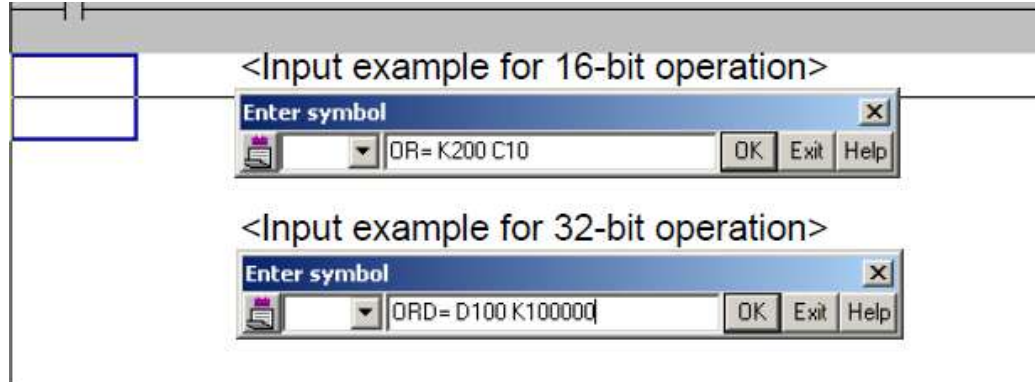 <Input example for 16-bit operation>
Enter symbol
OR= K200 C10
OK Exit Help
<Input example for 32-bit operation>
Enter symbol
ORD= D100 K100000
OK Exit Help